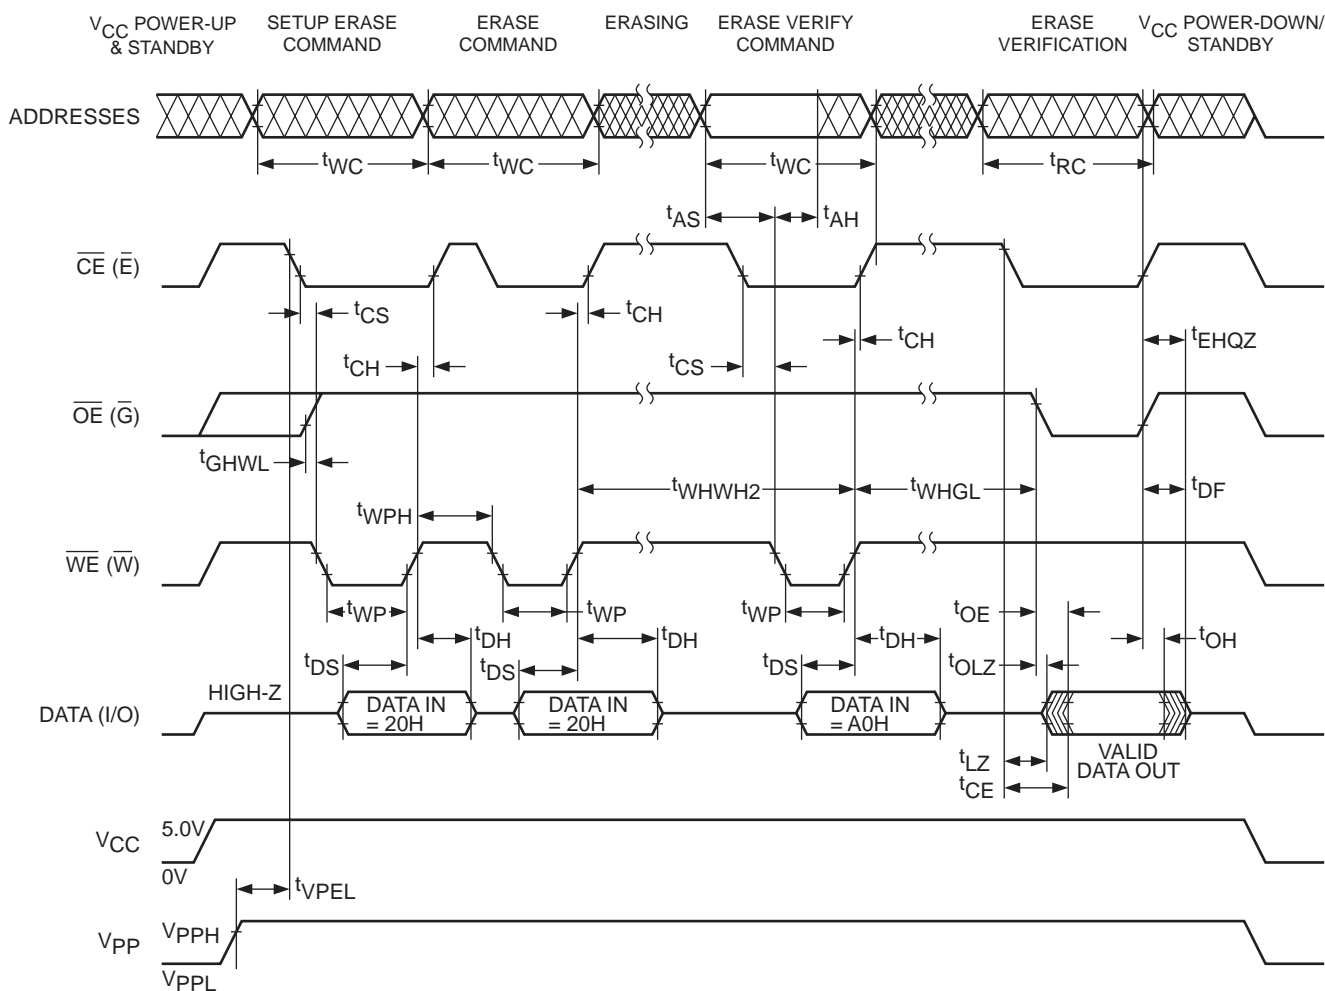 VCC POWER-UP
& STANDBY
SETUP ERASE
COMMAND
ERASE
COMMAND
ERASING
ERASE VERIFY
COMMAND
ERASE
VERIFICATION
VCC POWER-DOWN/
STANDBY
ADDRESSES
tWC
tWC
tWC
tRC
tAS
tAH
C̅E̅ (E̅)
tCS
tCH
tCH
tCS
tCH
tEHQZ
O̅E̅ (G̅)
tGHWL
tWHWH2
tWHGL
tDF
tWPH
W̅E̅ (W̅)
tWP
tWP
tWP
tOE
tDH
tDH
tDH
tOH
tDS
tDS
tDS
tOLZ
HIGH-Z
DATA (I/O)
DATA IN
= 20H
DATA IN
= 20H
DATA IN
= A0H
VALID
DATA OUT
tLZ
tCE
VCC
5.0V
0V
tVPEL
VPP
VPPH
VPPL